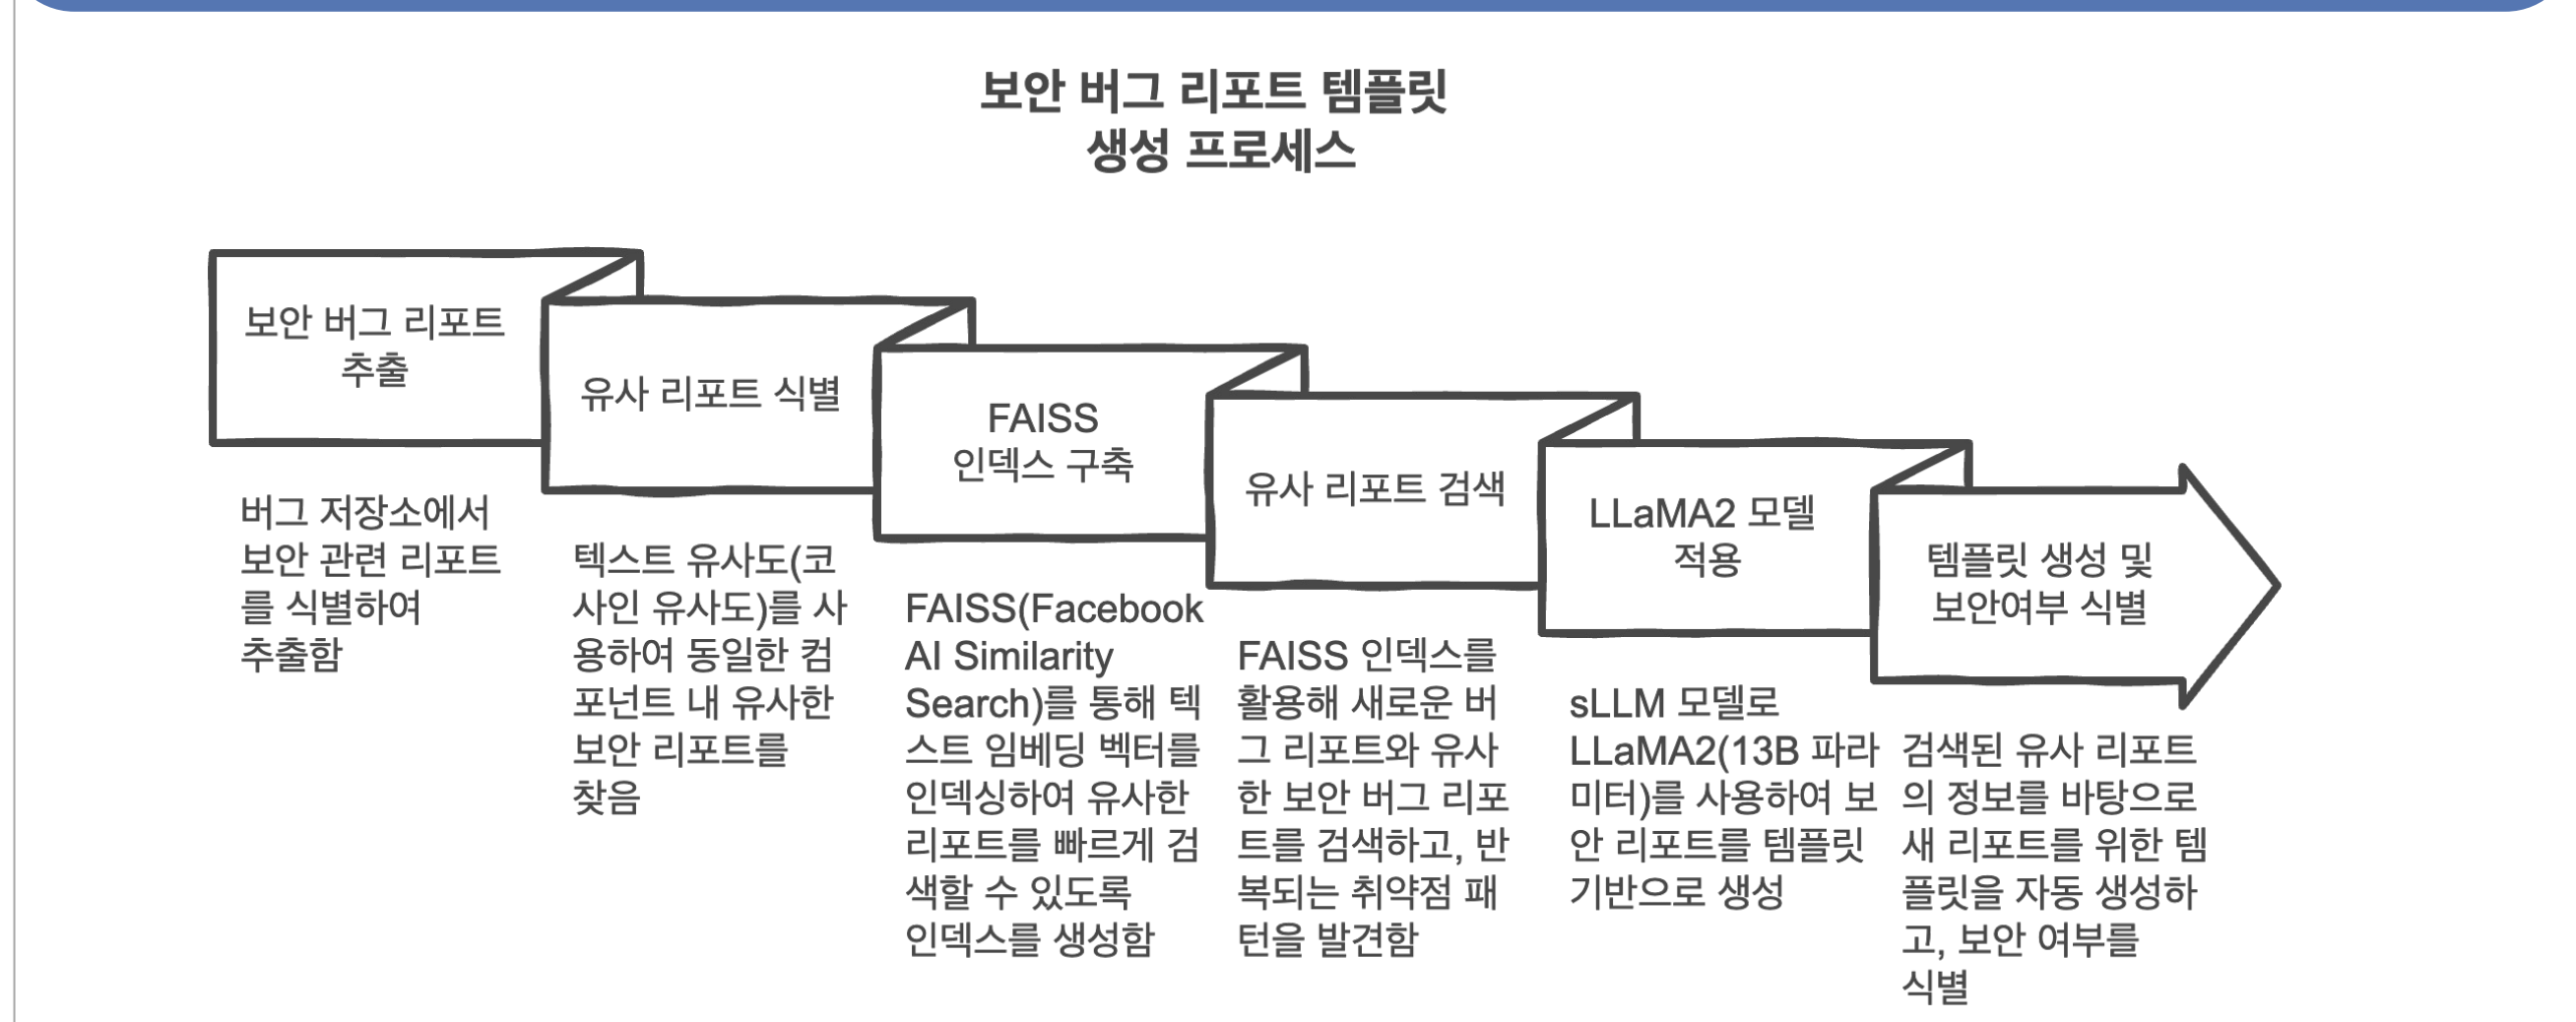 보안 버그 리포트 템플릿
생성 프로세스
보안 버그 리포트
추출
버그 저장소에서
보안 관련 리포트
를 식별하여
추출함
유사 리포트 식별
텍스트 유사도(코
사인 유사도)를 사
용하여 동일한 컴
포넌트 내 유사한
보안 리포트를
찾음
FAISS
인덱스 구축
FAISS(Facebook
AI Similarity
Search)를 통해 텍
스트 임베딩 벡터를
인덱싱하여 유사한
리포트를 빠르게 검
색할 수 있도록
인덱스를 생성함
유사 리포트 검색
FAISS 인덱스를
활용해 새로운 버
그 리포트와 유사
한 보안 버그 리포
트를 검색하고, 반
복되는 취약점 패
턴을 발견함
LLaMA2 모델
적용
sLLM 모델로
LLaMA2(13B 파라
미터)를 사용하여 보
안 리포트를 템플릿
기반으로 생성
템플릿 생성 및
보안여부 식별
검색된 유사 리포트
의 정보를 바탕으로
새 리포트를 위한 템
플릿을 자동 생성하
고, 보안 여부를
식별